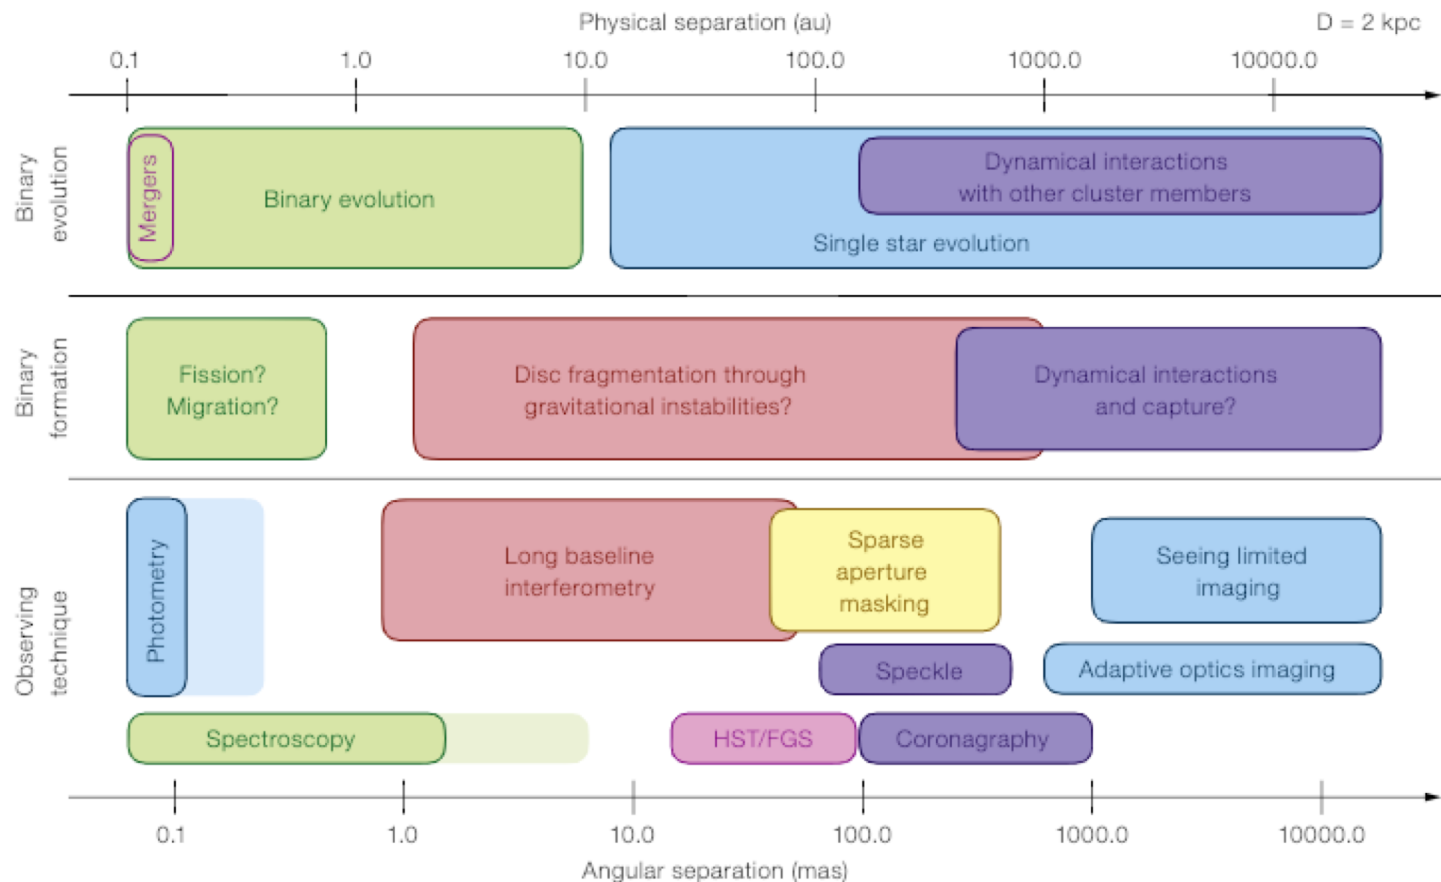 Physical separation (au)
D = 2 kpc
0.1
1.0
10.0
100.0
1000.0
10000.0
Binary
evolution
Mergers
Binary evolution
Dynamical interactions
with other cluster members
Single star evolution
Binary
formation
Fission?
Migration?
Disc fragmentation through
gravitational instabilities?
Dynamical interactions
and capture?
Observing
technique
Photometry
Long baseline
interferometry
Sparse
aperture
masking
Seeing limited
imaging
Speckle
Adaptive optics imaging
Spectroscopy
HST/FGS
Coronagraphy
0.1
1.0
10.0
100.0
1000.0
10000.0
Angular separation (mas)